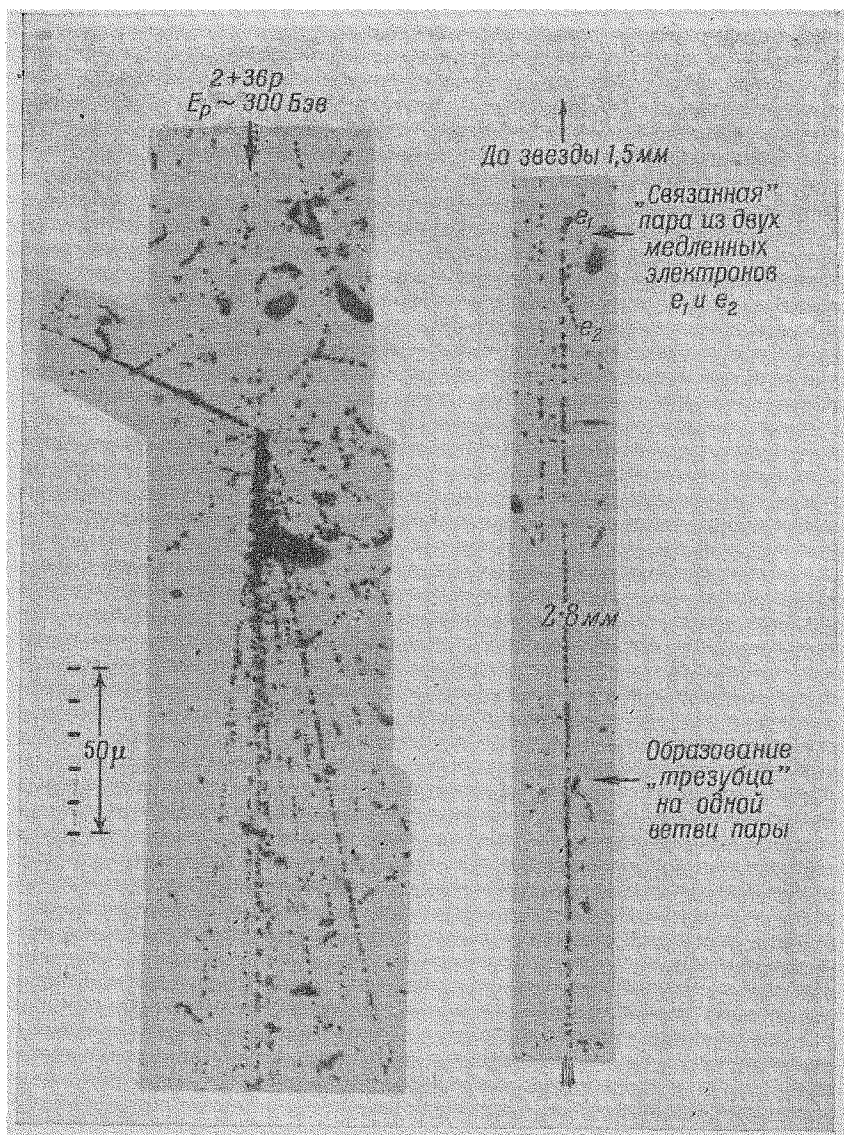 2+36p
Eₚ ~ 300 Бэв
50μ
До звезды 1,5 мм
„Связанная”
пара из двух
медленных
электронов
e₁ и e₂
e₁
e₂
2·8 мм
Образование
„трезубца”
на одной
ветви пары